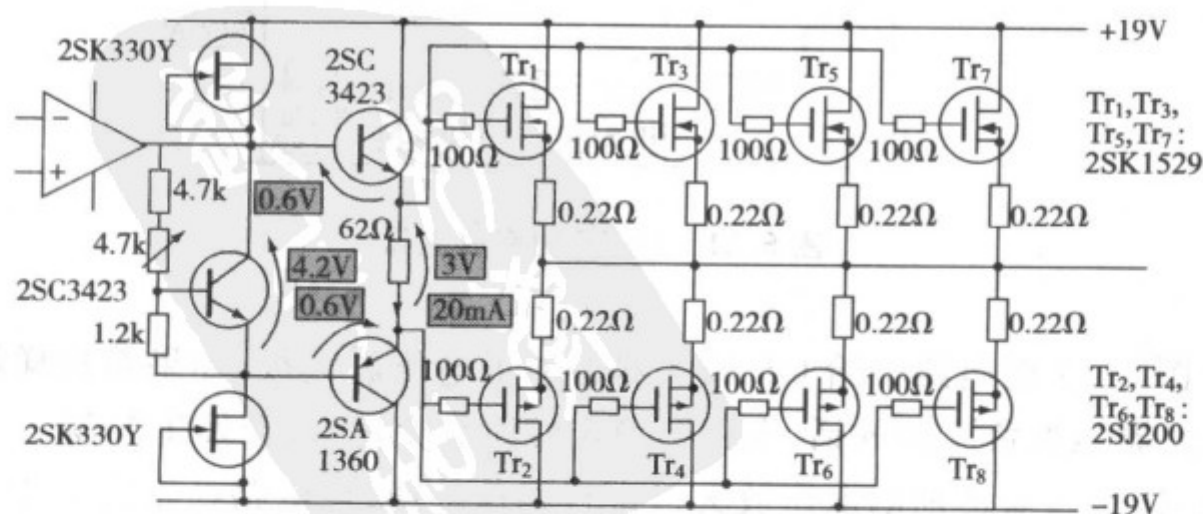 +19V
2SK330Y
2SC
3423
Tr1
Tr3
Tr5
Tr7
−
+
100Ω
100Ω
100Ω
100Ω
Tr1,Tr3,
Tr5,Tr7:
2SK1529
4.7k
0.6V
0.22Ω
0.22Ω
0.22Ω
0.22Ω
62Ω
4.7k
4.2V
3V
2SC3423
0.6V
20mA
1.2k
0.22Ω
0.22Ω
0.22Ω
0.22Ω
100Ω
100Ω
100Ω
100Ω
Tr2,Tr4,
Tr6,Tr8:
2SJ200
2SK330Y
2SA
1360
Tr2
Tr4
Tr6
Tr8
−19V